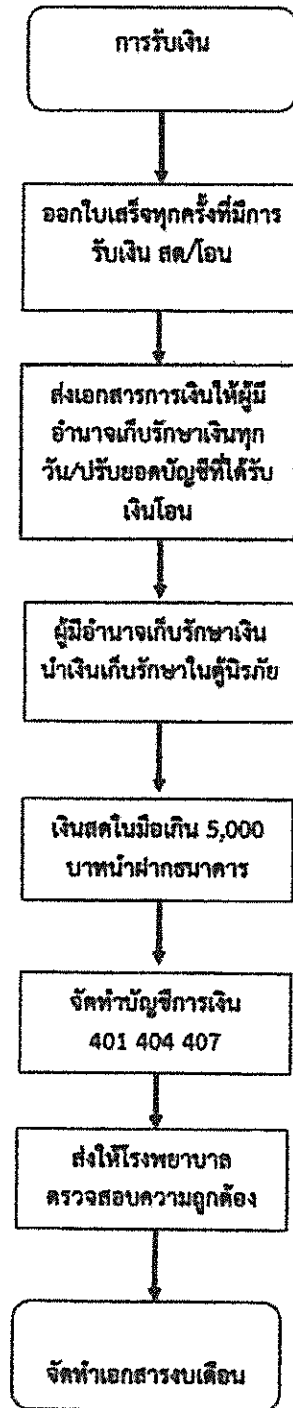 การรับเงิน
ออกใบเสร็จทุกครั้งที่มีการ
รับเงิน สด/โอน
ส่งเอกสารการเงินให้ผู้มี
อำนาจเก็บรักษาเงินทุก
วัน/ปรับยอดบัญชีที่ได้รับ
เงินโอน
ผู้มีอำนาจเก็บรักษาเงิน
นำเงินเก็บรักษาในตู้นิรภัย
เงินสดในมือเกิน 5,000
บาทนำฝากธนาคาร
จัดทำบัญชีการเงิน
401 404 407
ส่งให้โรงพยาบาล
ตรวจสอบความถูกต้อง
จัดทำเอกสารงบเดือน